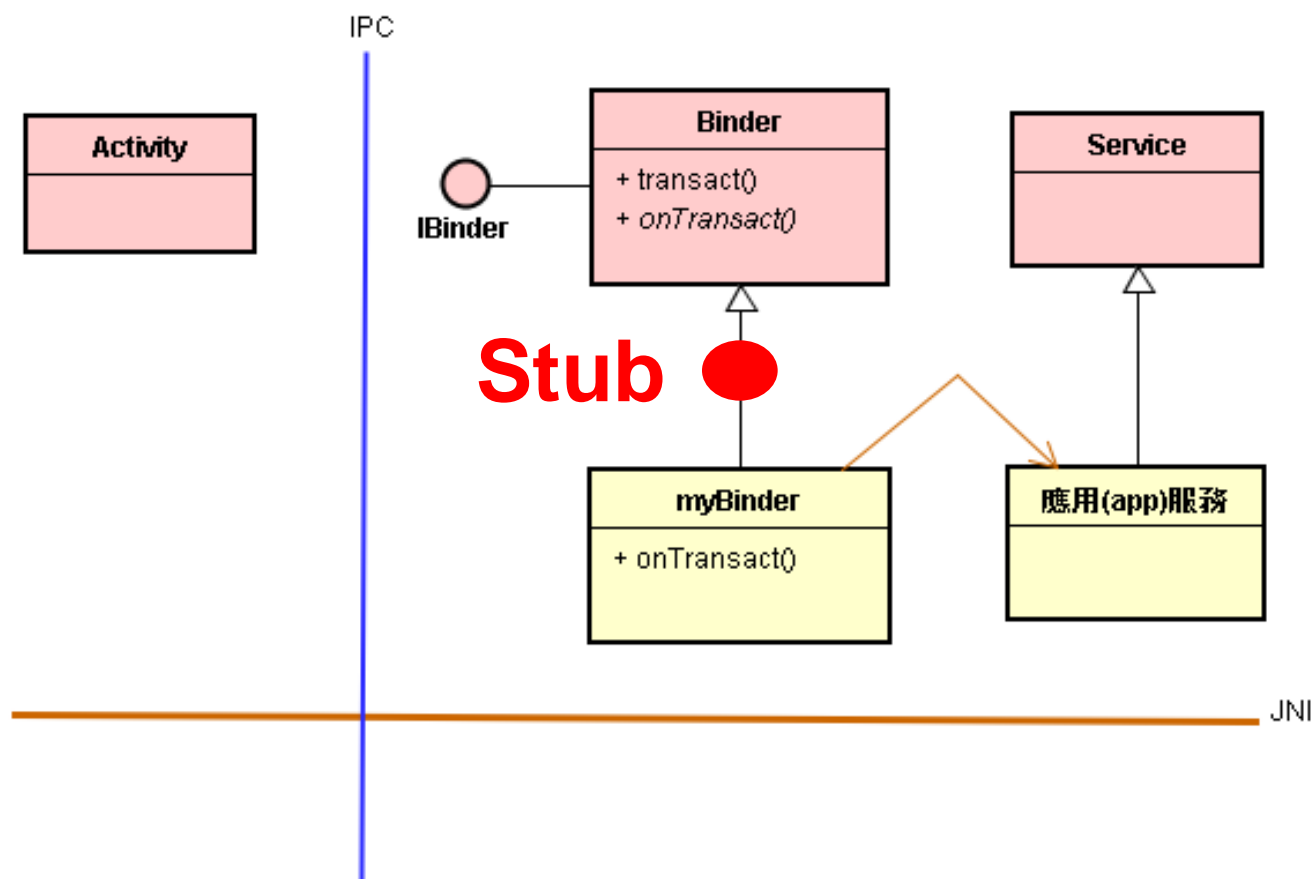 IPC
Activity
Binder
+ transact()
+ onTransact()
Service
IBinder
Stub
myBinder
+ onTransact()
應用(app)服務
JNI